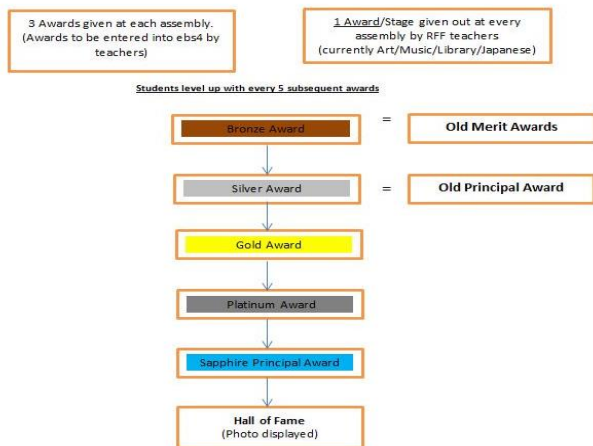 3 Awards given at each assembly.
(Awards to be entered into ebs4 by
teachers)
1 Award/Stage given out at every
assembly by RFF teachers
(currently Art/Music/Library/Japanese)
Students level up with every 5 subsequent awards
Bronze Award
=
Old Merit Awards
Silver Award
=
Old Principal Award
Gold Award
Platinum Award
Sapphire Principal Award
Hall of Fame
(Photo displayed)